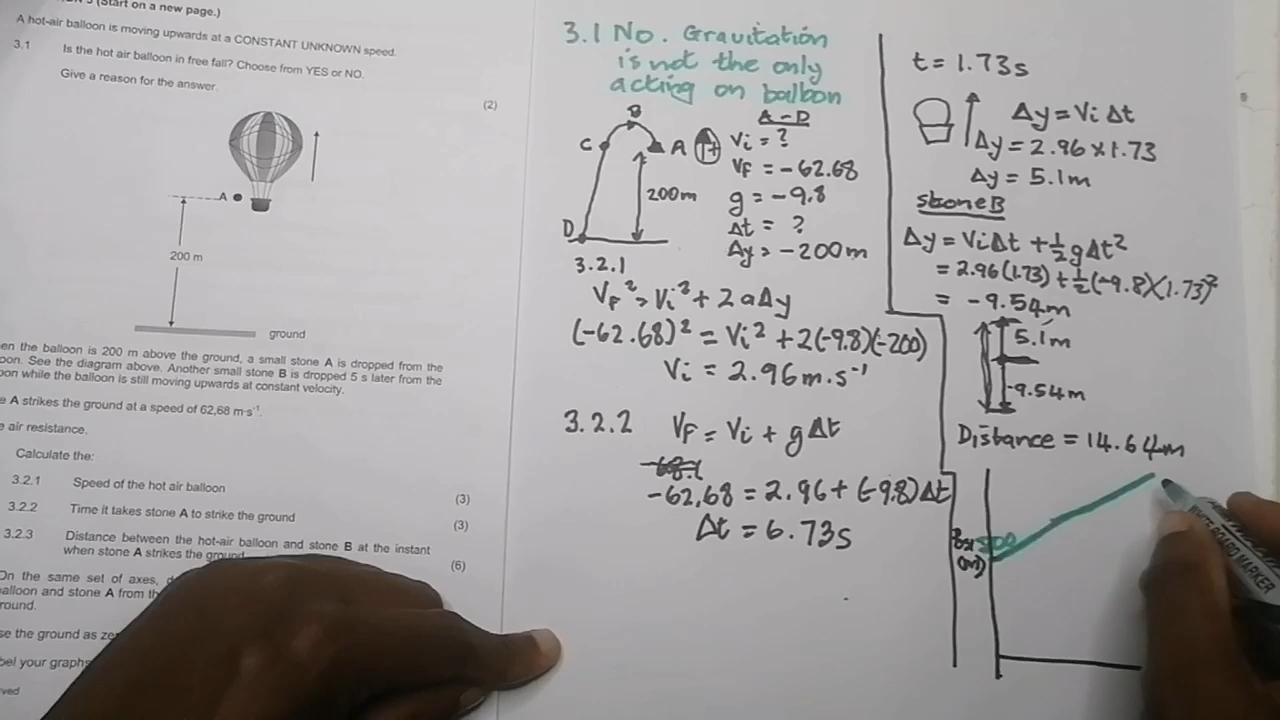 (Start on a new page.)
A hot-air balloon is moving upwards at a CONSTANT UNKNOWN speed.
3.1 Is the hot air balloon in free fall? Choose from YES or NO.
Give a reason for the answer.
(2)
A
200 m
ground
en the balloon is 200 m above the ground, a small stone A is dropped from the
oon. See the diagram above. Another small stone B is dropped 5 s later from the
oon while the balloon is still moving upwards at constant velocity.
e A strikes the ground at a speed of 62,68 m·s⁻¹.
e air resistance.
Calculate the:
3.2.1 Speed of the hot air balloon (3)
3.2.2 Time it takes stone A to strike the ground (3)
3.2.3 Distance between the hot-air balloon and stone B at the instant
when stone A strikes the ground (6)
On the same set of axes,
alloon and stone A from th
round.
se the ground as ze
bel your graphs
ved
3.1 No. Gravitation
is not the only
acting on balloon
B
C
A
D
200m
A-D
Vi = ?
VF = -62.68
g = -9.8
Δt = ?
Δy = -200m
3.2.1
VF² = Vi² + 2aΔy
(-62.68)² = Vi² + 2(-9.8)(-200)
Vi = 2.96m.s⁻¹
3.2.2 VF = Vi + gΔt
-62,68 = 2.96 + (-9.8)Δt
Δt = 6.73s
t = 1.73s
Δy = Vi Δt
Δy = 2.96 x 1.73
Δy = 5.1m
stone B
Δy = ViΔt + ½gΔt²
= 2.96(1.73) + ½(-9.8)(1.73)²
= -9.54m
5.1m
-9.54m
Distance = 14.64m
(m)
WHITE BOARD MARKER